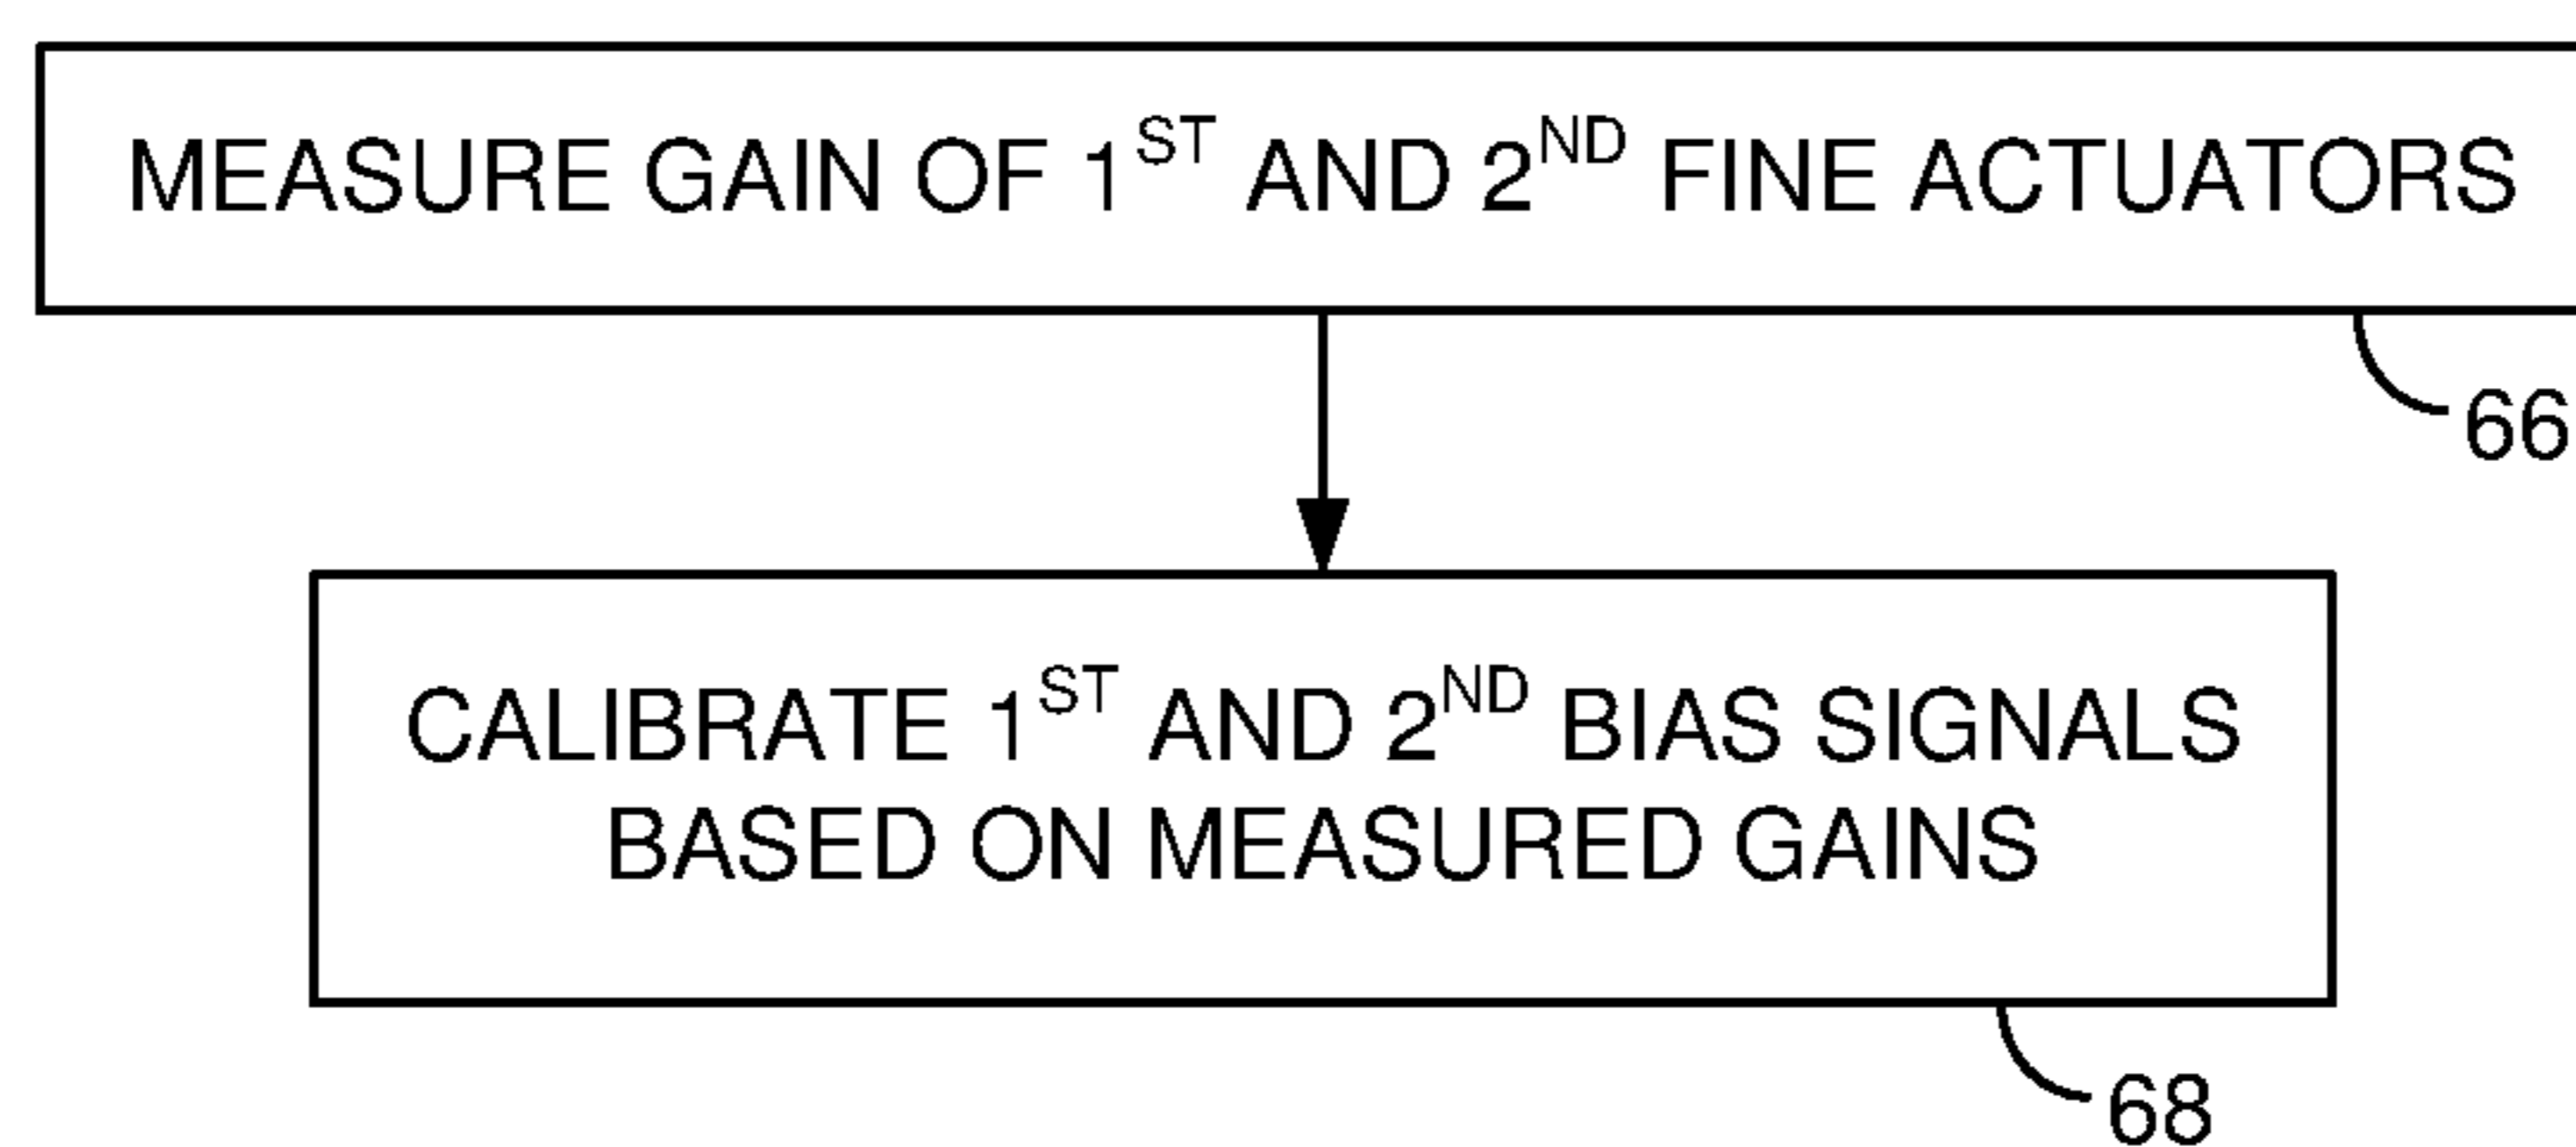 MEASURE GAIN OF 1ST AND 2ND FINE ACTUATORS
66
CALIBRATE 1ST AND 2ND BIAS SIGNALS
BASED ON MEASURED GAINS
68